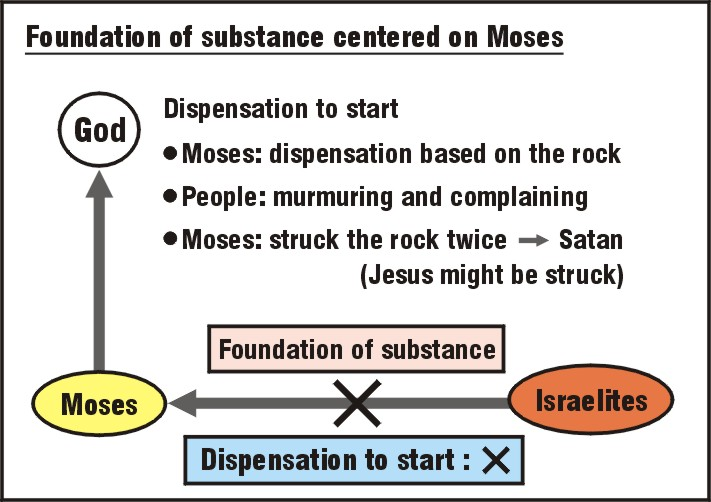 Foundation of substance centered on Moses
God
Dispensation to start
● Moses: dispensation based on the rock
● People: murmuring and complaining
● Moses: struck the rock twice → Satan
(Jesus might be struck)
Foundation of substance
Moses
Israelites
Dispensation to start : ×